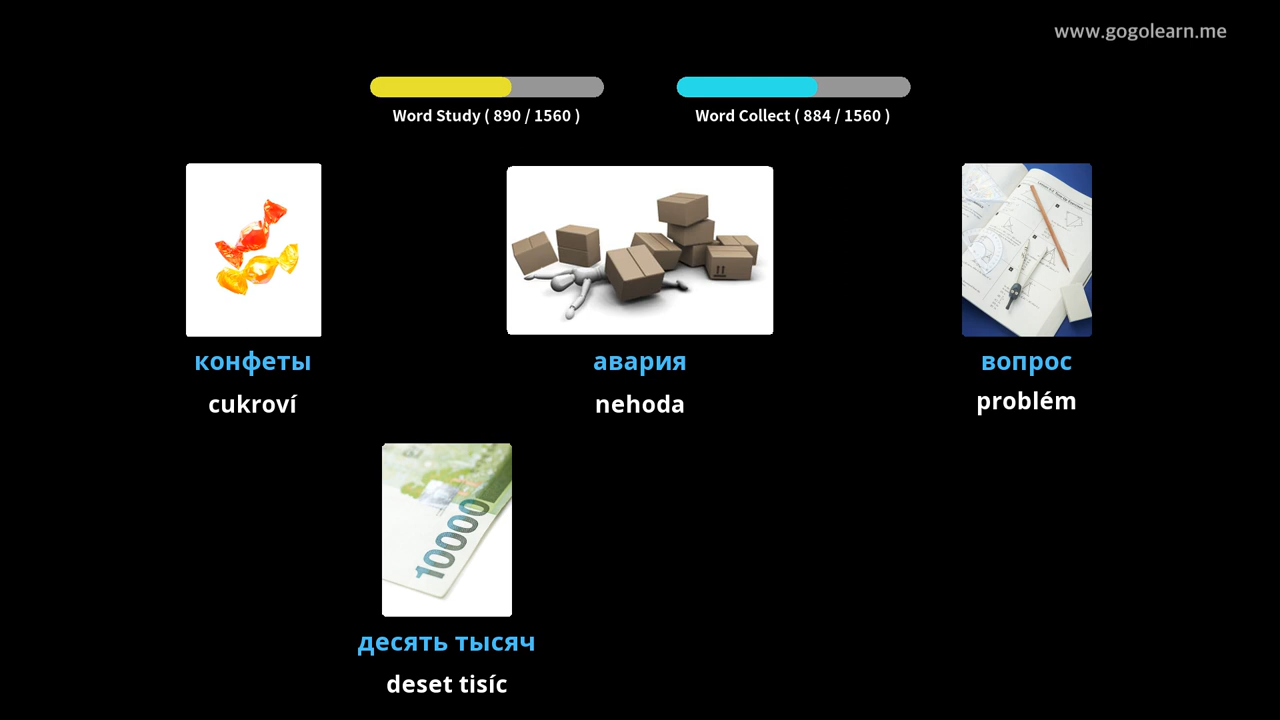 www.gogolearn.me
Word Study ( 890 / 1560 )
Word Collect ( 884 / 1560 )
конфеты
авария
вопрос
cukroví
nehoda
problém
10000
десять тысяч
deset tisíc